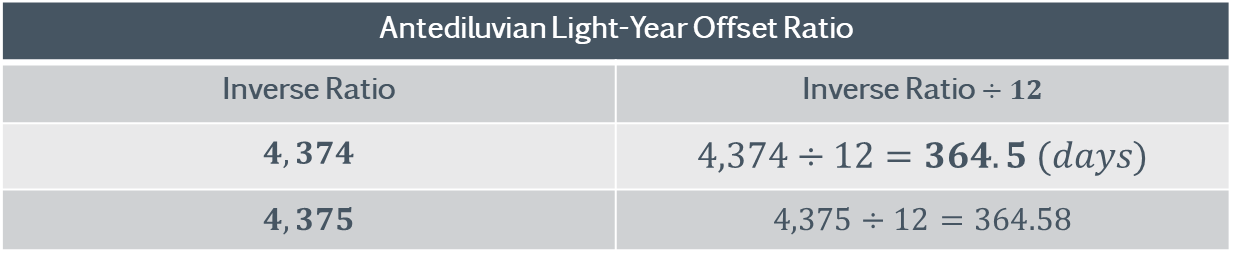 Antediluvian Light-Year Offset Ratio
Inverse Ratio
Inverse Ratio ÷ 12
4,374
4,374 ÷ 12 = 364.5 (days)
4,375
4,375 ÷ 12 = 364.58